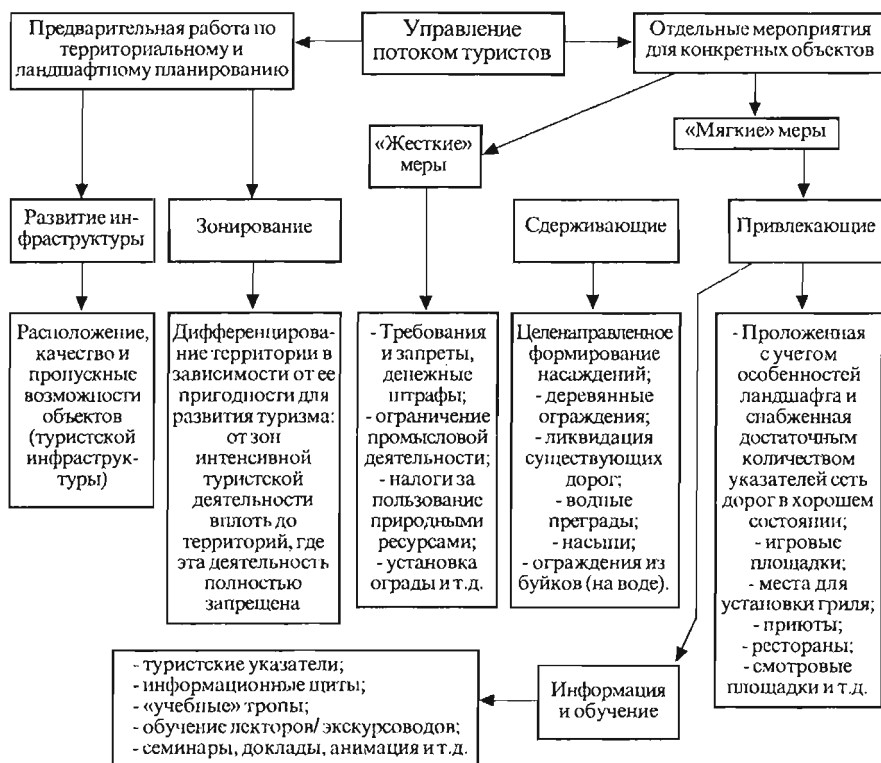 Предварительная работа по
территориальному и
ландшафтному планированию
Управление
потоком туристов
Отдельные мероприятия
для конкретных объектов
«Жесткие»
меры
«Мягкие» меры
Развитие ин-
фраструктуры
Зонирование
Сдерживающие
Привлекающие
Расположение,
качество и
пропускные
возможности
объектов
(туристской
инфраструк-
туры)
Дифференцирова-
ние территории в
зависимости от ее
пригодности для
развития туризма:
от зон
интенсивной
туристской
деятельности
вплоть до
территорий, где
эта деятельность
полностью
запрещена
- Требования
и запреты,
денежные
штрафы;
- ограничение
промысловой
деятельности;
- налоги за
пользование
природными
ресурсами;
- установка
ограды и т.д.
Целенаправленное
формирование
насаждений;
- деревянные
ограждения;
- ликвидация
существующих
дорог;
- водные
преграды;
- насыпи;
- ограждения из
буйков (на воде).
- Проложенная
с учетом
особенностей
ландшафта и
снабженная
достаточным
количеством
указателей сеть
дорог в хорошем
состоянии;
- игровые
площадки;
- места для
установки гриля;
- приюты;
- рестораны;
- смотровые
площадки и т.д.
- туристские указатели;
- информационные щиты;
- «учебные» тропы;
- обучение лекторов/ экскурсоводов;
- семинары, доклады, анимация и т.д.
Информация
и обучение